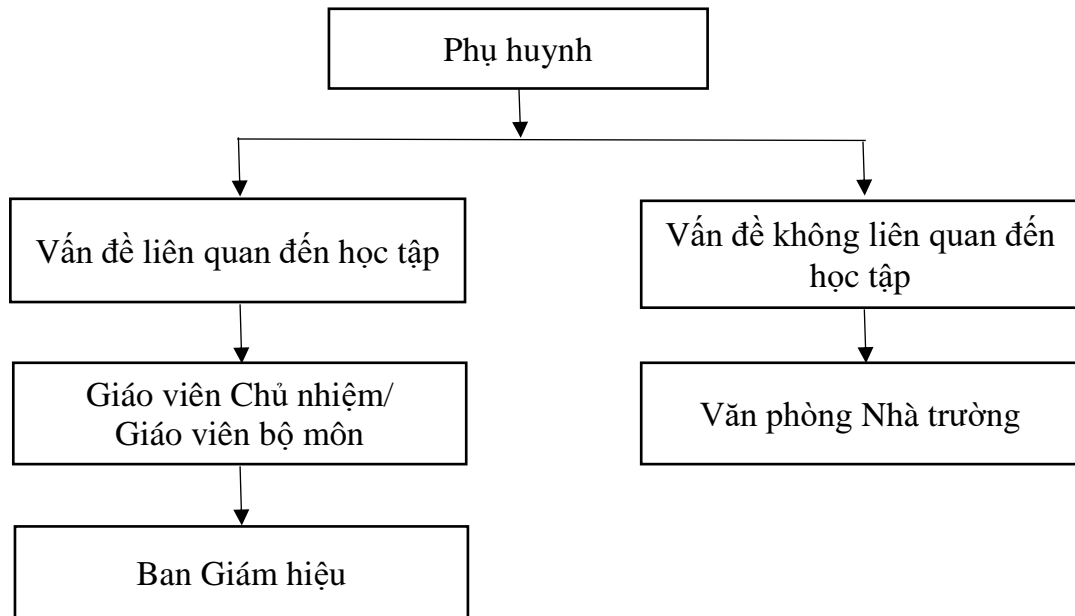 Phụ huynh
Vấn đề liên quan đến học tập
Vấn đề không liên quan đến
học tập
Giáo viên Chủ nhiệm/
Giáo viên bộ môn
Văn phòng Nhà trường
Ban Giám hiệu